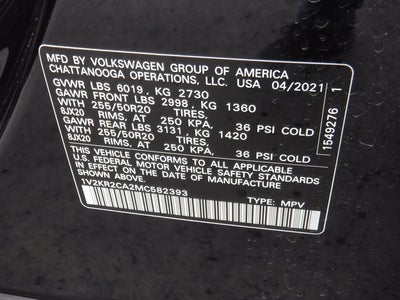 MFD BY VOLKSWAGEN GROUP OF AMERICA
CHATTANOOGA OPERATIONS, LLC. USA 04/2021
GVWR LBS 6019, KG 2730
GAWR FRONT LBS 2998, KG 1360
WITH 255/50R20 TIRES,
8JX20 RIMS, AT 250 KPA, 36 PSI COLD
GAWR REAR LBS 3131, KG 1420
WITH 255/50R20 TIRES,
8JX20 RIMS, AT 250 KPA, 36 PSI COLD
THIS VEHICLE CONFORMS TO ALL APPLICABLE
FEDERAL MOTOR VEHICLE SAFETY STANDARDS
IN EFFECT ON THE DATE OF MANUFACTURE
SHOWN ABOVE.
1V2KR2CA2MC582393
TYPE: MPV
1549276 1